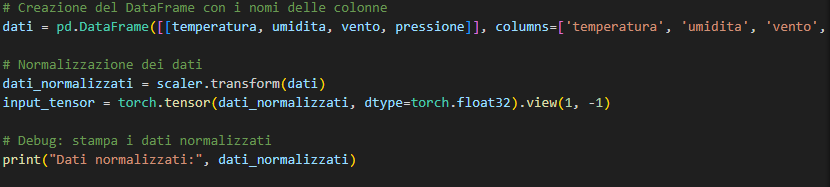 # Creazione del DataFrame con i nomi delle colonne
dati = pd.DataFrame([[temperatura, umidita, vento, pressione]], columns=['temperatura', 'umidita', 'vento',
# Normalizzazione dei dati
dati_normalizzati = scaler.transform(dati)
input_tensor = torch.tensor(dati_normalizzati, dtype=torch.float32).view(1, -1)
# Debug: stampa i dati normalizzati
print("Dati normalizzati:", dati_normalizzati)